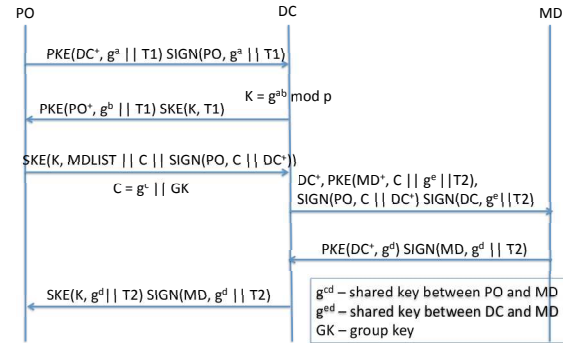 PO DC MD
PKE(DC⁺, gᵃ || T1) SIGN(PO, gᵃ || T1)
K = gᵃᵇ mod p
PKE(PO⁺, gᵇ || T1) SKE(K, T1)
SKE(K, MDLIST || C || SIGN(PO, C || DC⁺))
C = gᶜ || GK
DC⁺, PKE(MD⁺, C || gᵉ ||T2),
SIGN(PO, C || DC⁺) SIGN(DC, gᵉ||T2)
PKE(DC⁺, gᵈ) SIGN(MD, gᵈ || T2)
SKE(K, gᵈ||T2) SIGN(MD, gᵈ || T2)
gᶜᵈ – shared key between PO and MD
gᵉᵈ – shared key between DC and MD
GK – group key